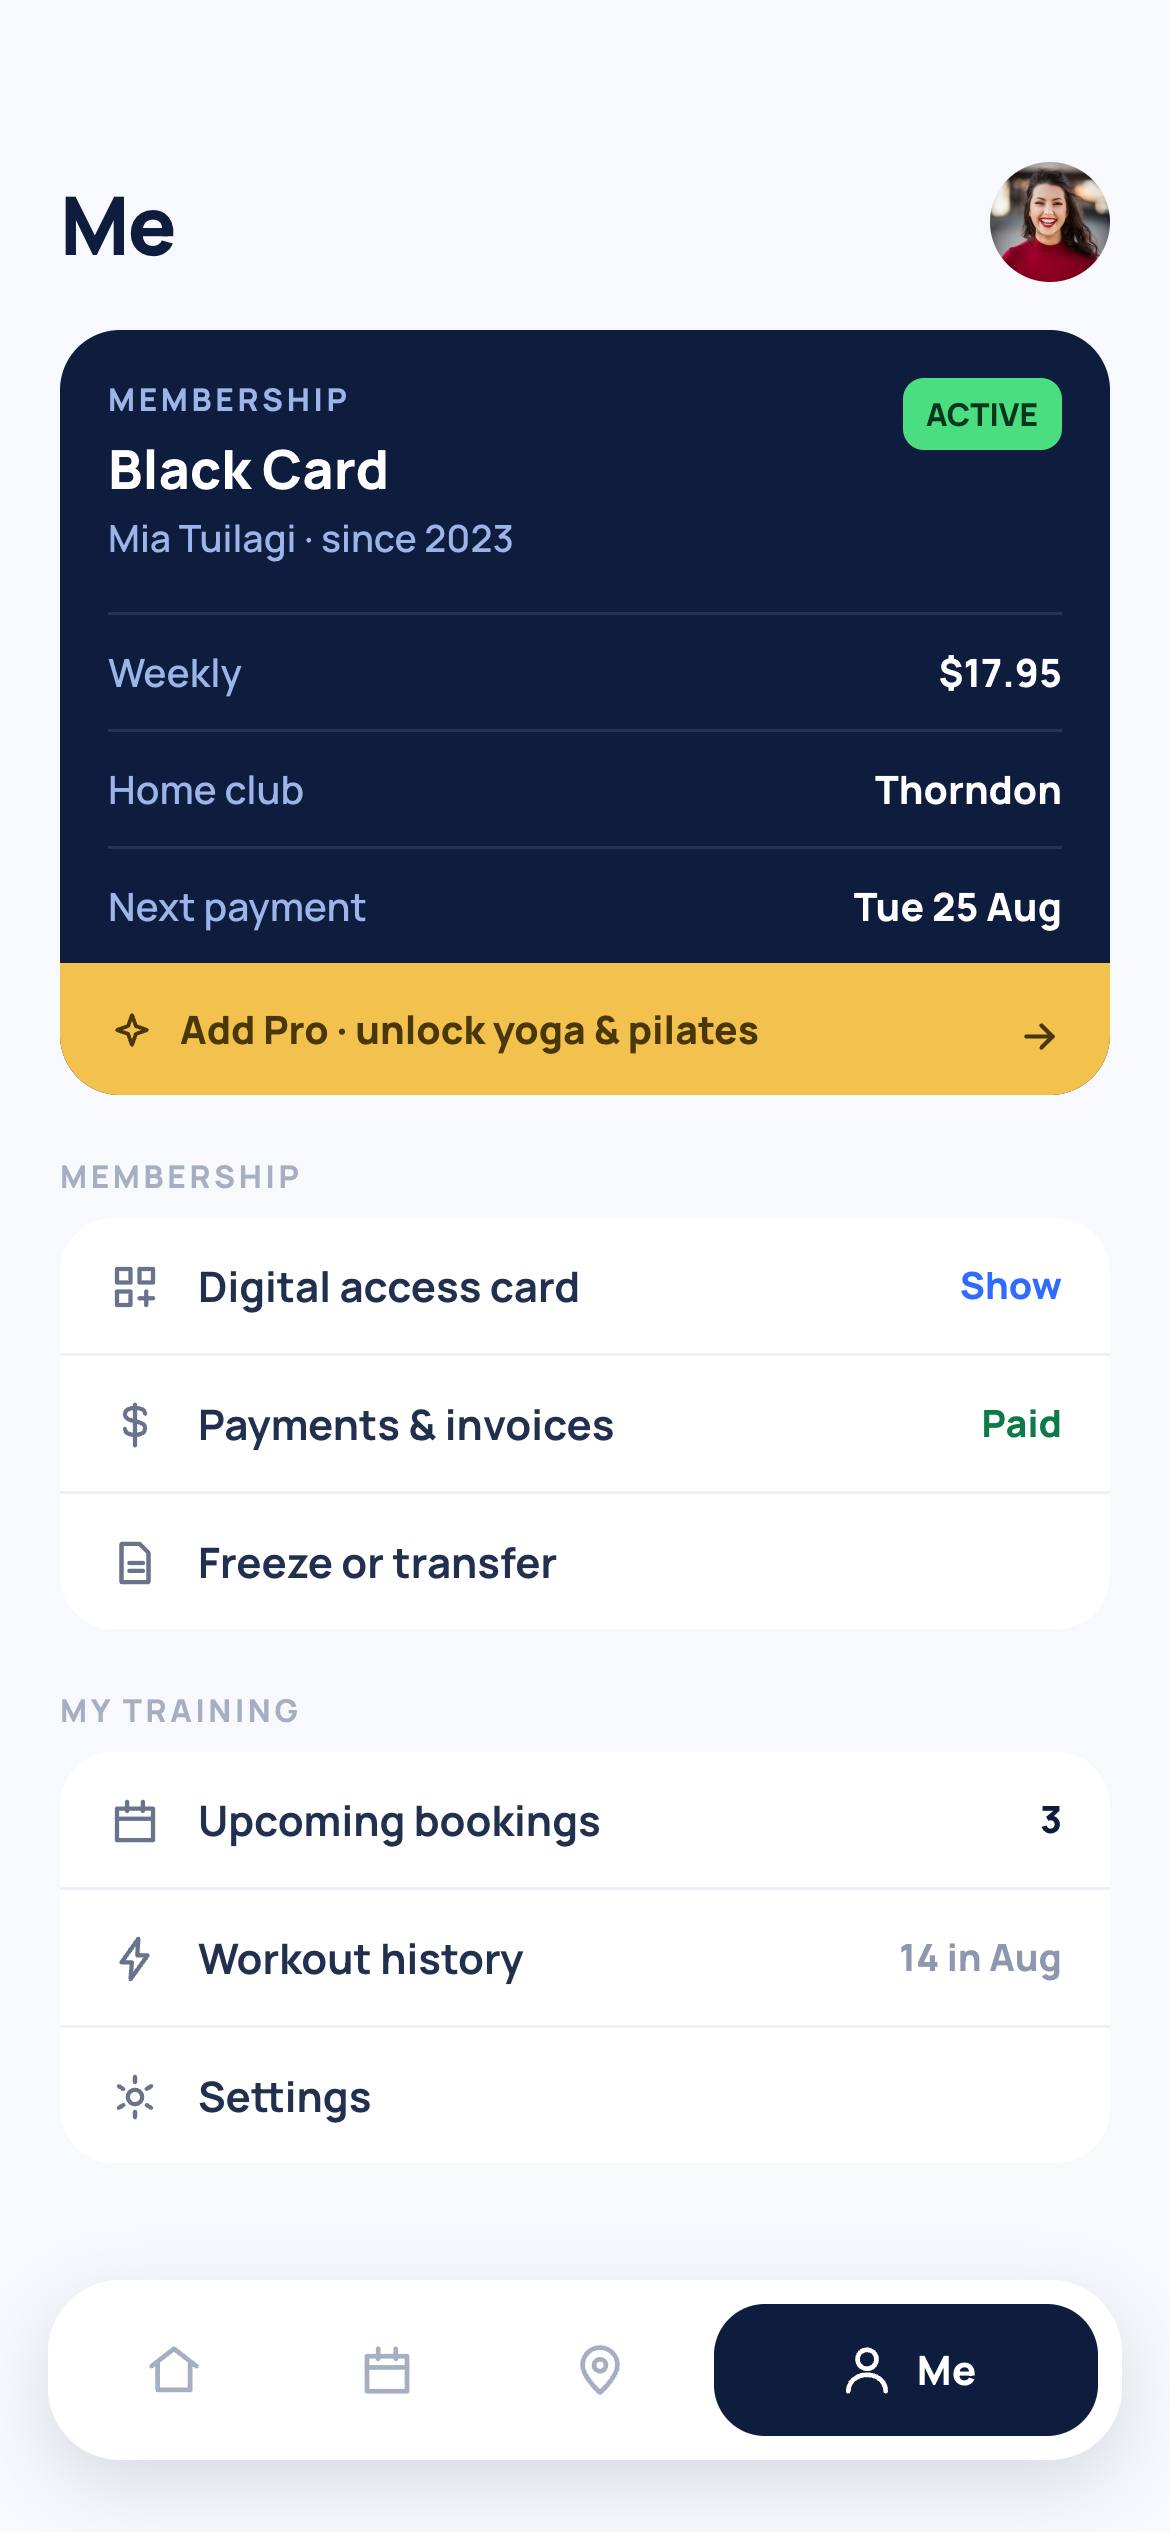 Me
MEMBERSHIP
ACTIVE
Black Card
Mia Tuilagi · since 2023
Weekly $17.95
Home club Thorndon
Next payment Tue 25 Aug
Add Pro · unlock yoga & pilates →
MEMBERSHIP
Digital access card Show
Payments & invoices Paid
Freeze or transfer
MY TRAINING
Upcoming bookings 3
Workout history 14 in Aug
Settings
Me